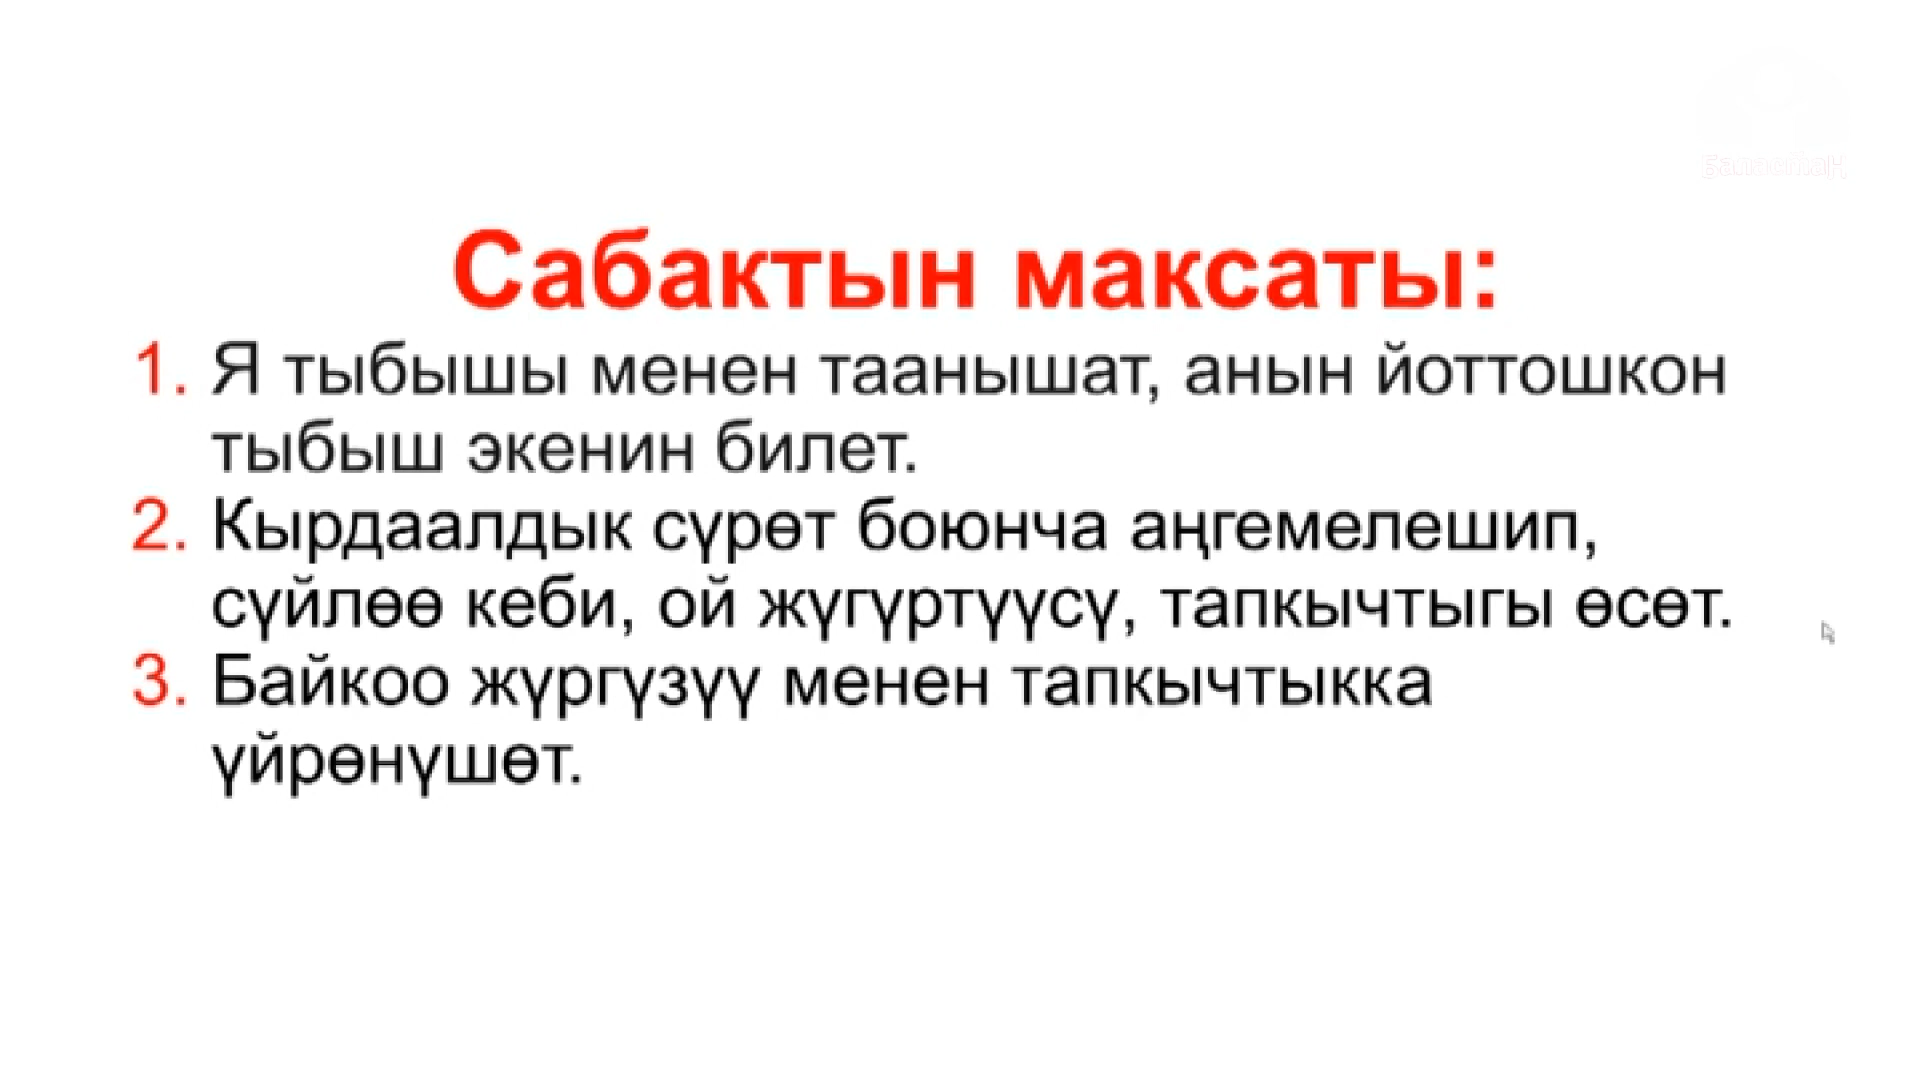 Баластан
Сабактын максаты:
1. Я тыбышы менен таанышат, анын йоттошкон
тыбыш экенин билет.
2. Кырдаалдык сүрөт боюнча аңгемелешип,
сүйлөө кеби, ой жүгүртүүсү, тапкычтыгы өсөт.
3. Байкоо жүргүзүү менен тапкычтыкка
үйрөнүшөт.